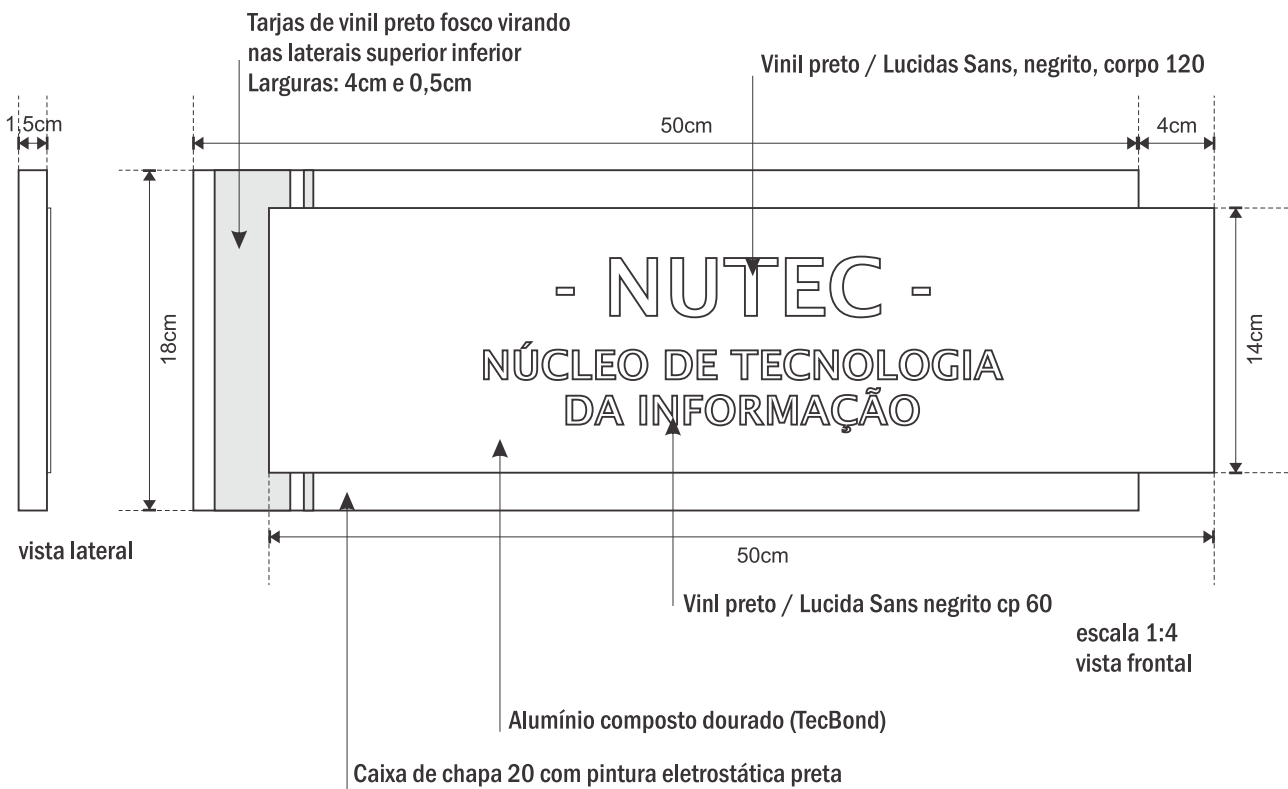 Tarjas de vinil preto fosco virando
nas laterais superior inferior
Larguras: 4cm e 0,5cm
Vinil preto / Lucidas Sans, negrito, corpo 120
1,5cm
50cm
4cm
18cm
14cm
- NUTEC -
NÚCLEO DE TECNOLOGIA
DA INFORMAÇÃO
vista lateral
50cm
Vinl preto / Lucida Sans negrito cp 60
escala 1:4
vista frontal
Alumínio composto dourado (TecBond)
Caixa de chapa 20 com pintura eletrostática preta